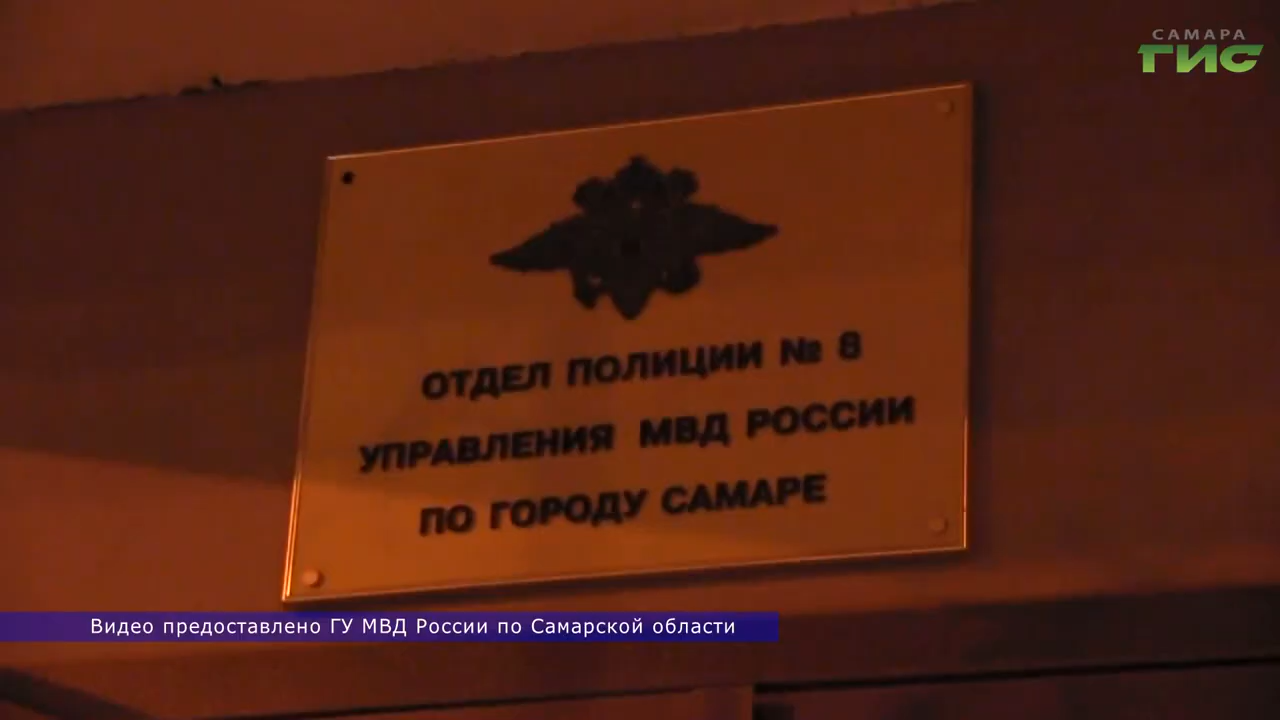 САМАРА
ГИС
ОТДЕЛ ПОЛИЦИИ № 8
УПРАВЛЕНИЯ МВД РОССИИ
ПО ГОРОДУ САМАРЕ
Видео предоставлено ГУ МВД России по Самарской области